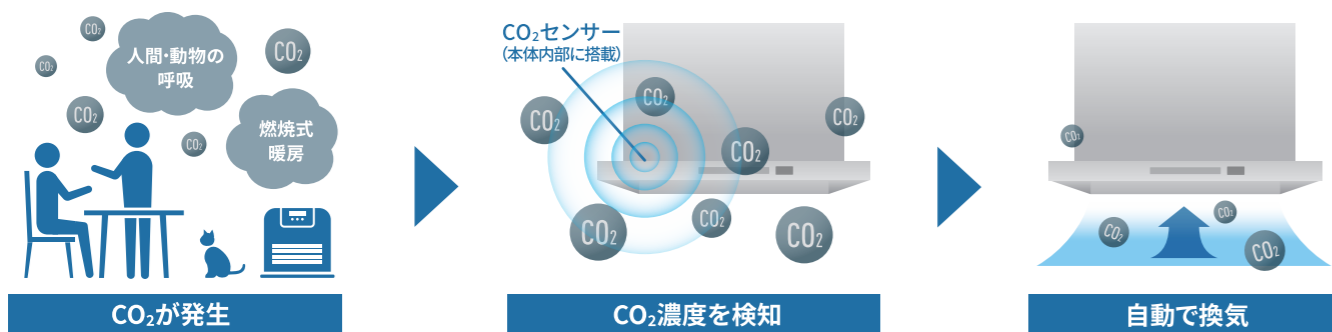 CO₂
CO₂
CO₂
CO₂
CO₂
人間・動物の
呼吸
燃焼式
暖房
CO₂が発生
CO₂センサー
(本体内部に搭載)
CO₂
CO₂
CO₂
CO₂
CO₂
CO₂
CO₂
CO₂濃度を検知
CO₂
CO₂
CO₂
CO₂
自動で換気